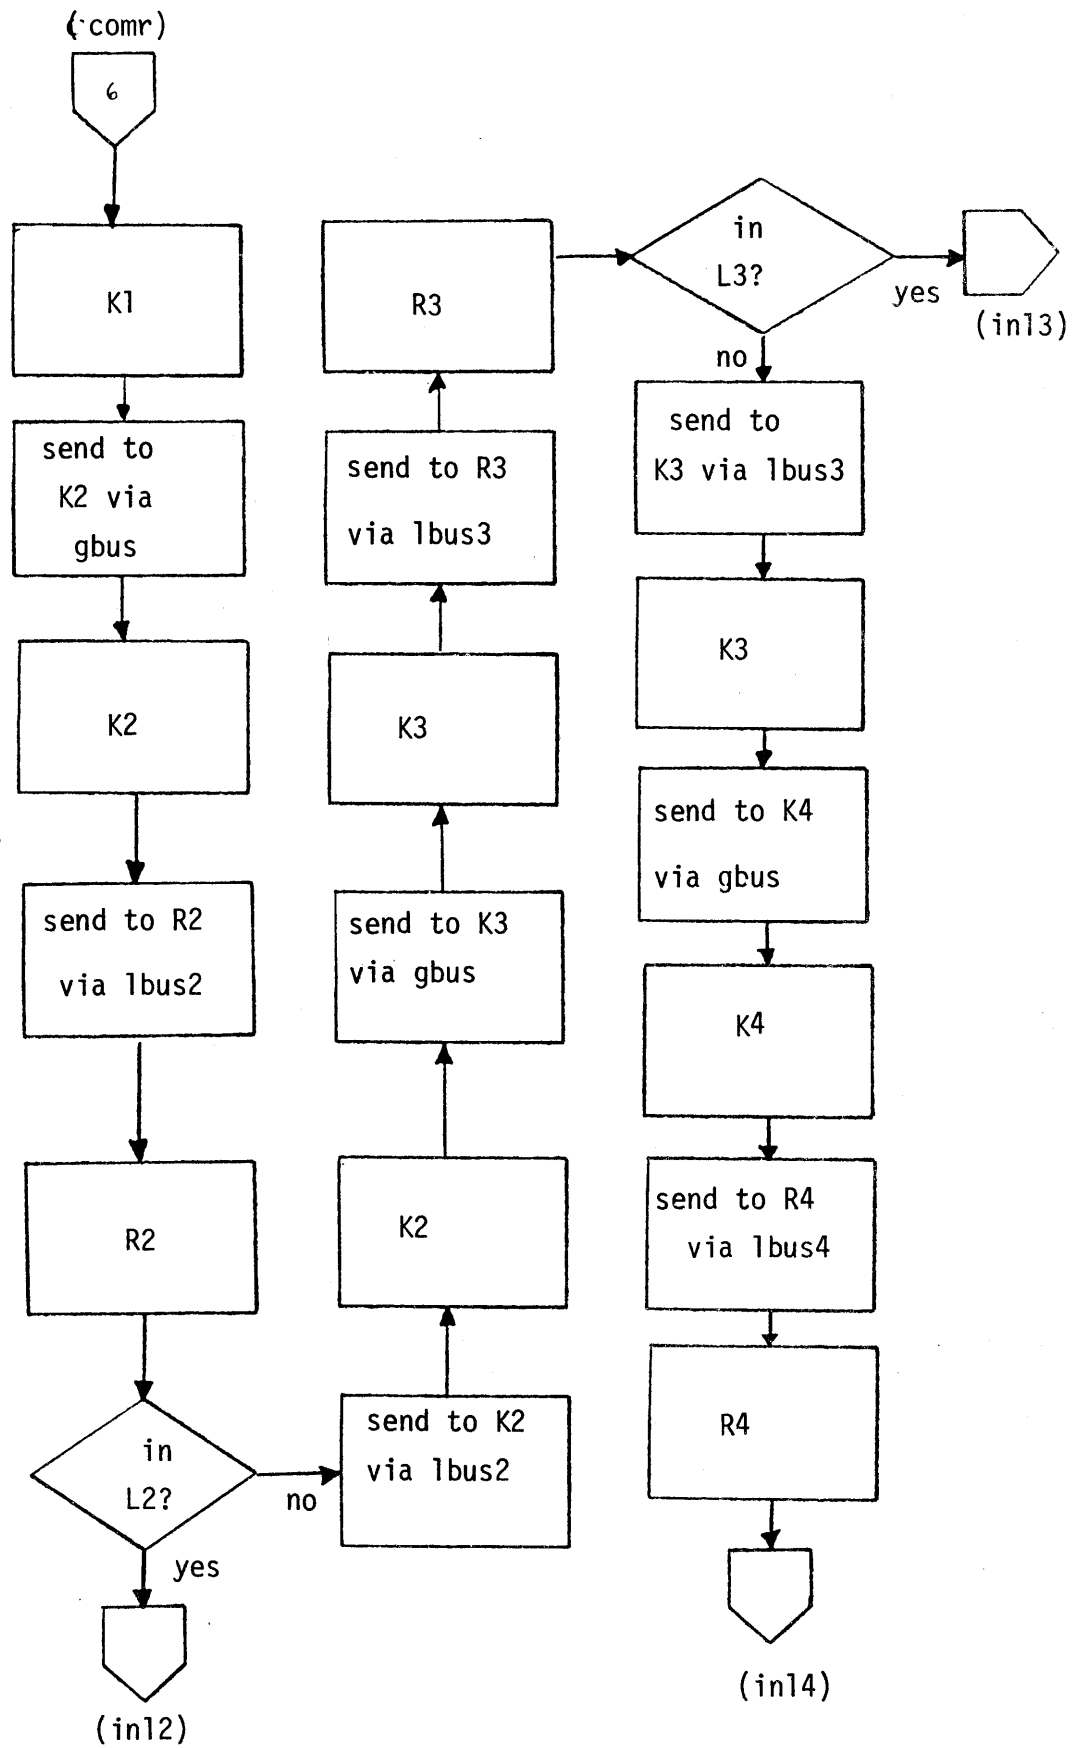 (comr)
6
K1
send to
K2 via
gbus
K2
send to R2
via lbus2
R2
in
L2?
yes
no
(inl2)
send to K2
via lbus2
K2
send to K3
via gbus
K3
send to R3
via lbus3
R3
in
L3?
yes
(inl3)
no
send to
K3 via lbus3
K3
send to K4
via gbus
K4
send to R4
via lbus4
R4
(inl4)